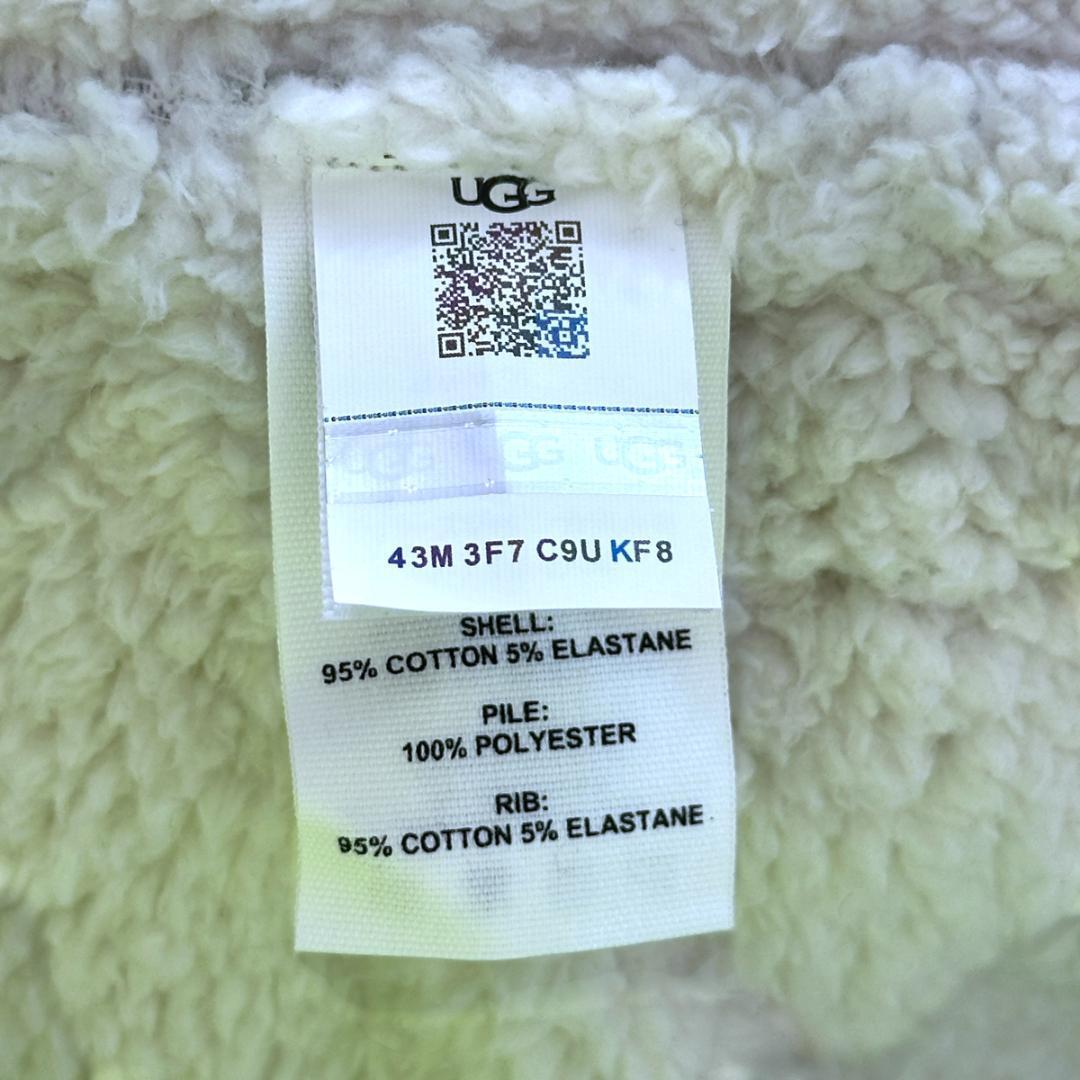 UGG
UGG UGG UGG
43M 3F7 C9U KF8
SHELL:
95% COTTON 5% ELASTANE
PILE:
100% POLYESTER
RIB:
95% COTTON 5% ELASTANE